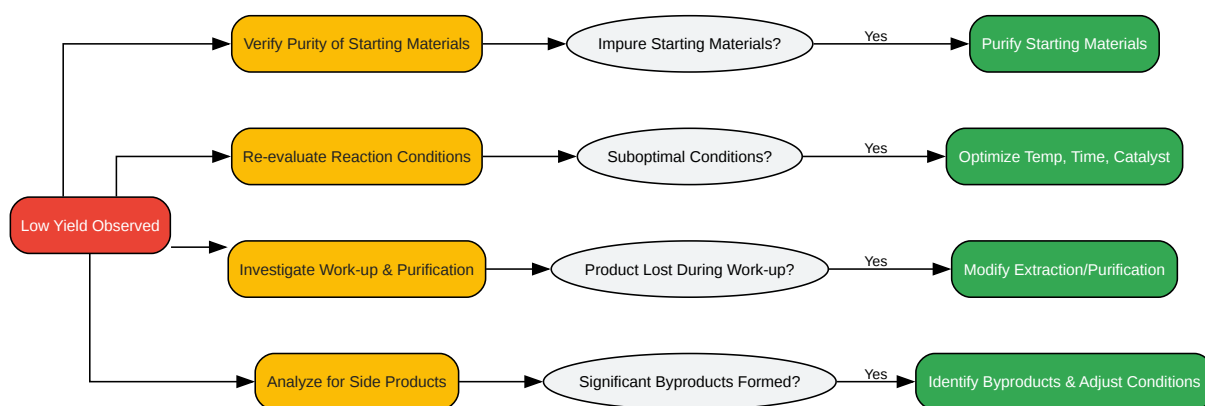 Verify Purity of Starting Materials
Impure Starting Materials?
Yes
Purify Starting Materials
Re-evaluate Reaction Conditions
Suboptimal Conditions?
Yes
Optimize Temp, Time, Catalyst
Low Yield Observed
Investigate Work-up & Purification
Product Lost During Work-up?
Yes
Modify Extraction/Purification
Analyze for Side Products
Significant Byproducts Formed?
Yes
Identify Byproducts & Adjust Conditions